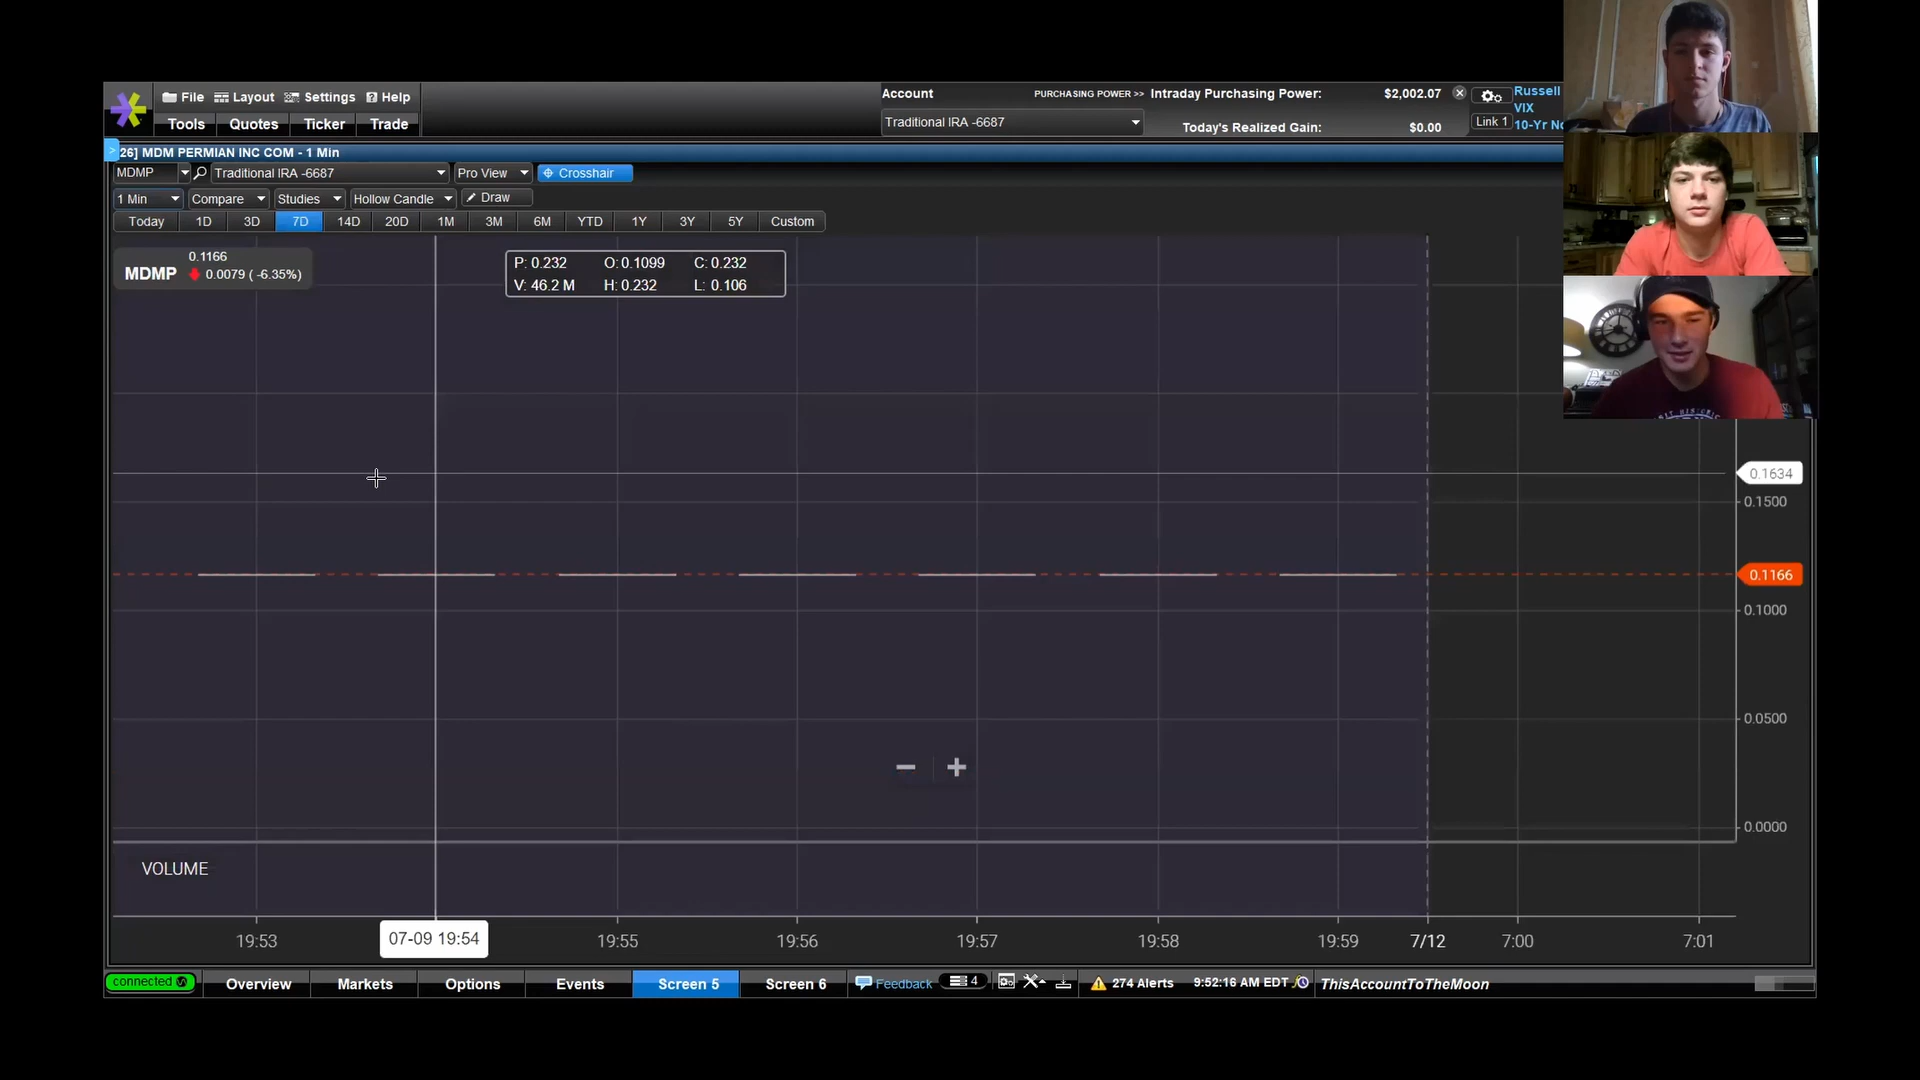 File Layout Settings Help
Tools Quotes Ticker Trade
Account PURCHASING POWER >> Intraday Purchasing Power: $2,002.07
Traditional IRA -6687 Today's Realized Gain: $0.00
Link 1
Russell
VIX
10-Yr No
26] MDM PERMIAN INC COM - 1 Min
MDMP Traditional IRA -6687 Pro View Crosshair
1 Min Compare Studies Hollow Candle Draw
Today 1D 3D 7D 14D 20D 1M 3M 6M YTD 1Y 3Y 5Y Custom
MDMP 0.1166
0.0079 ( -6.35%)
P: 0.232 O: 0.1099 C: 0.232
V: 46.2 M H: 0.232 L: 0.106
0.1634
0.1500
0.1166
0.1000
0.0500
0.0000
VOLUME
19:53 07-09 19:54 19:55 19:56 19:57 19:58 19:59 7/12 7:00 7:01
connected Overview Markets Options Events Screen 5 Screen 6 Feedback 4 274 Alerts 9:52:16 AM EDT ThisAccountToTheMoon